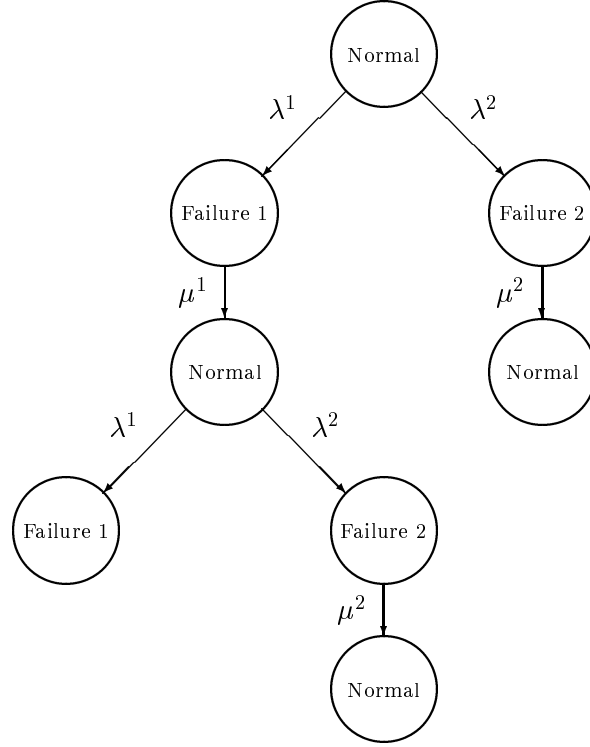 Normal
λ¹ λ²
Failure 1 Failure 2
μ¹ μ²
Normal Normal
λ¹ λ²
Failure 1 Failure 2
μ²
Normal